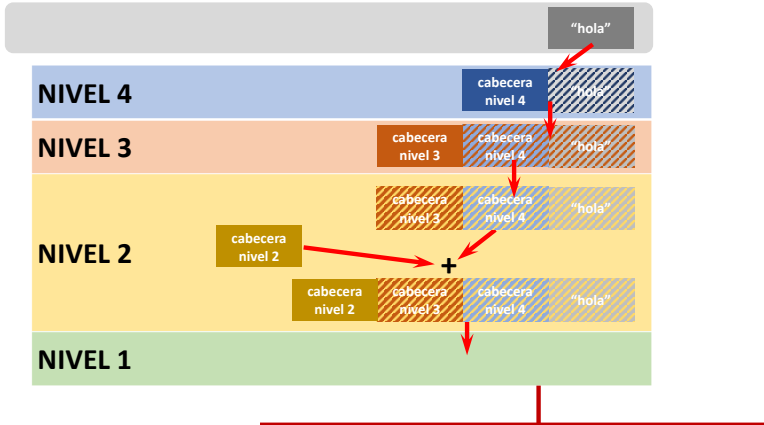 “hola”
NIVEL 4
cabecera
nivel 4
“hola”
NIVEL 3
cabecera
nivel 3
cabecera
nivel 4
“hola”
NIVEL 2
cabecera
nivel 3
cabecera
nivel 4
“hola”
cabecera
nivel 2
+
cabecera
nivel 2
cabecera
nivel 3
cabecera
nivel 4
“hola”
NIVEL 1